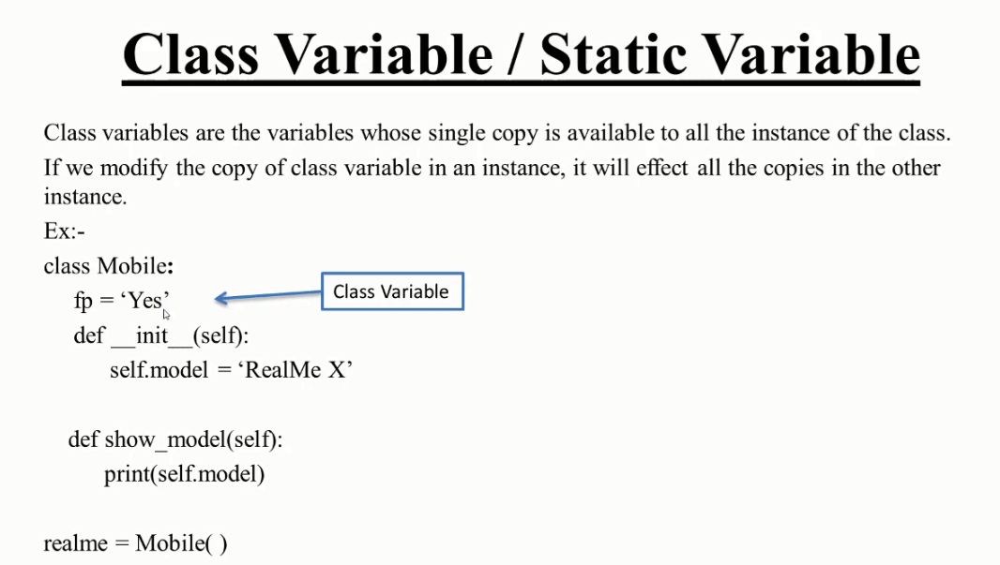 Class Variable / Static Variable
Class variables are the variables whose single copy is available to all the instance of the class.
If we modify the copy of class variable in an instance, it will effect all the copies in the other
instance.
Ex:-
class Mobile:
fp = ‘Yes’
Class Variable
def __init__(self):
self.model = ‘RealMe X’
def show_model(self):
print(self.model)
realme = Mobile( )